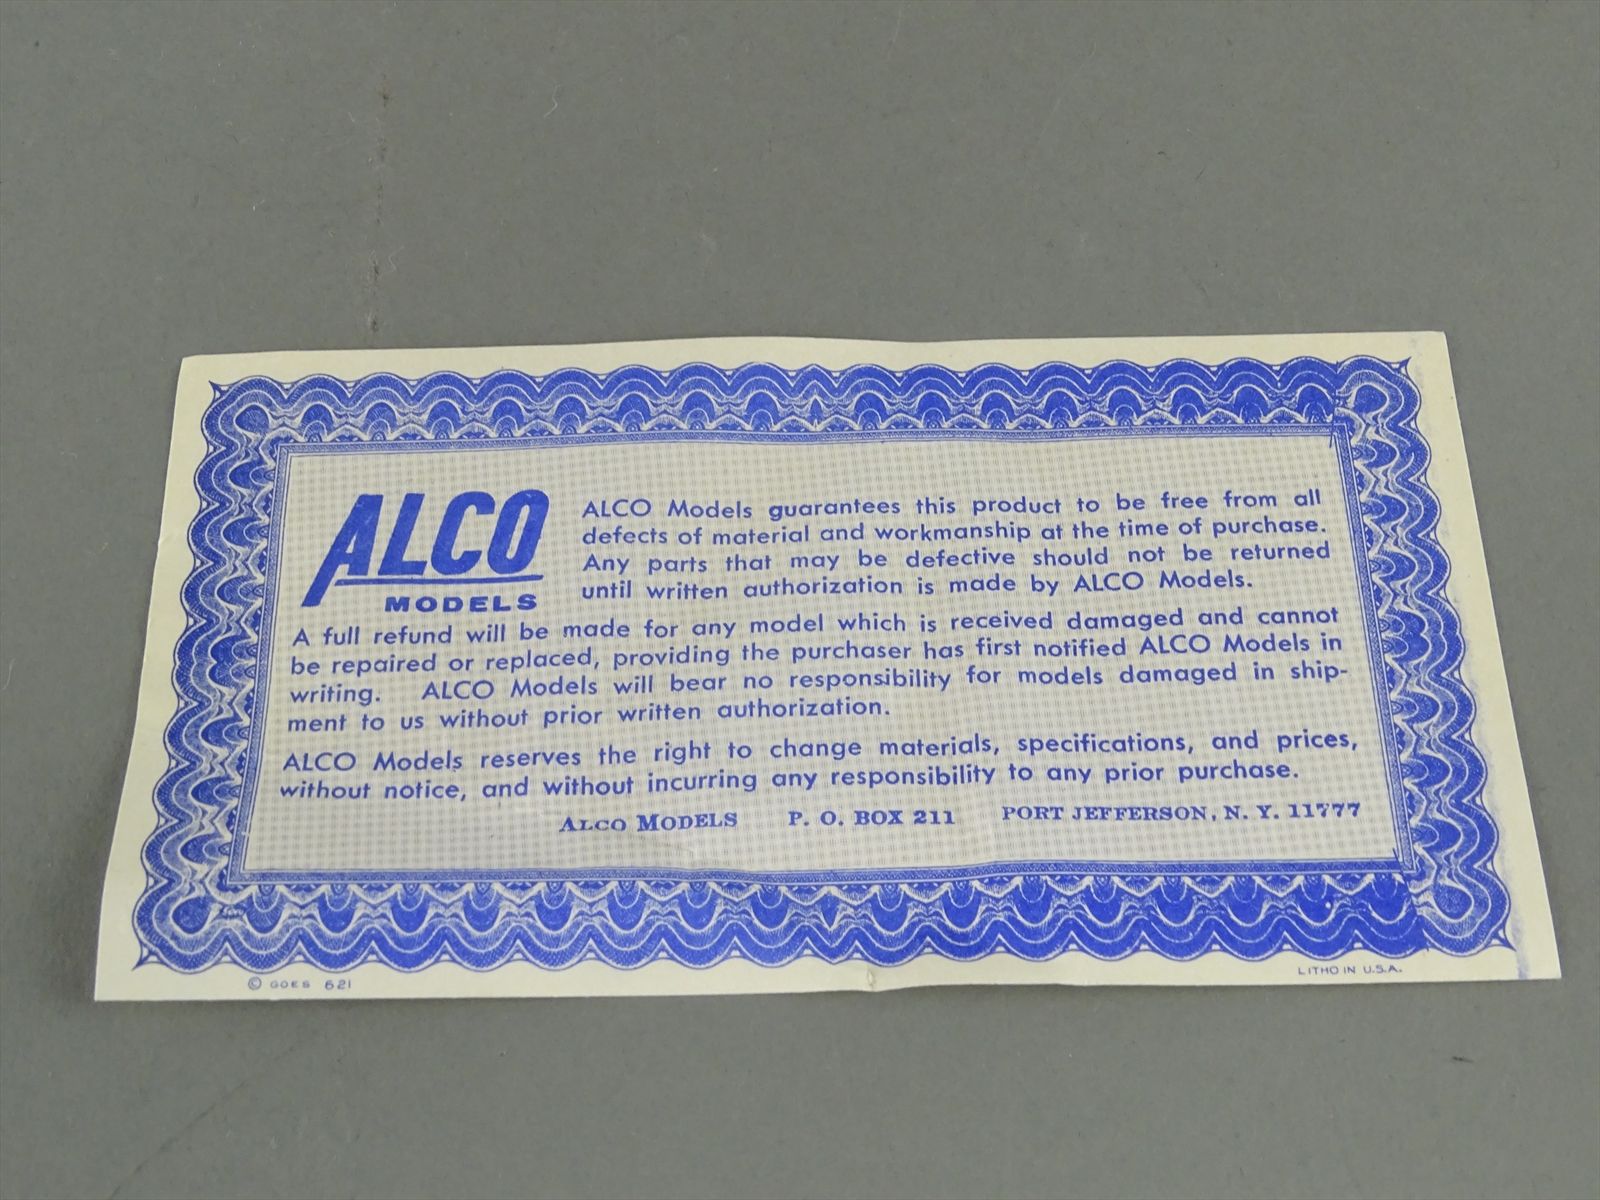 ALCO
MODELS
ALCO Models guarantees this product to be free from all
defects of material and workmanship at the time of purchase.
Any parts that may be defective should not be returned
until written authorization is made by ALCO Models.
A full refund will be made for any model which is received damaged and cannot
be repaired or replaced, providing the purchaser has first notified ALCO Models in
writing. ALCO Models will bear no responsibility for models damaged in ship-
ment to us without prior written authorization.
ALCO Models reserves the right to change materials, specifications, and prices,
without notice, and without incurring any responsibility to any prior purchase.
ALCO MODELS P. O. BOX 211 PORT JEFFERSON, N. Y. 11777
© GOES 621
LITHO IN U.S.A.